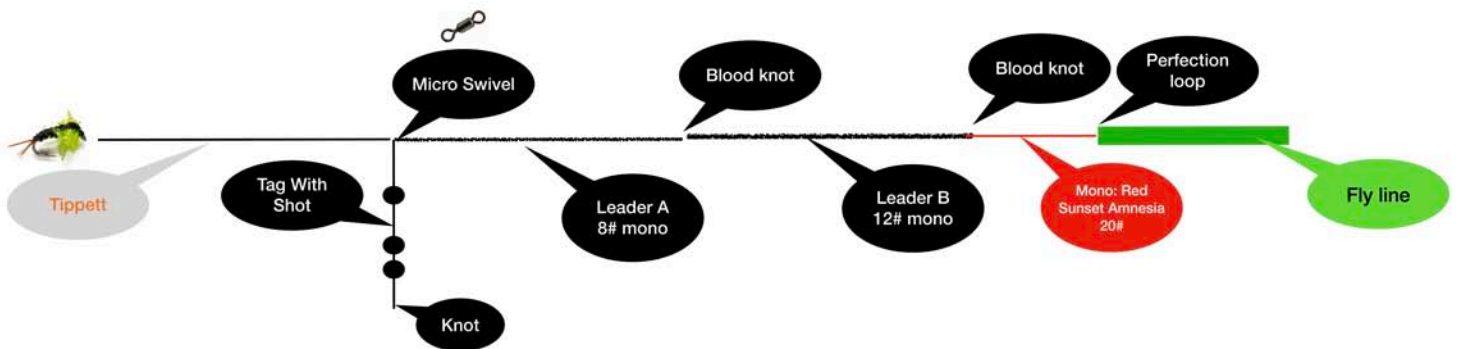 Micro Swivel
Blood knot
Blood knot
Perfection
loop
Tippett
Tag With
Shot
Leader A
8# mono
Leader B
12# mono
Mono: Red
Sunset Amnesia
20#
Fly line
Knot